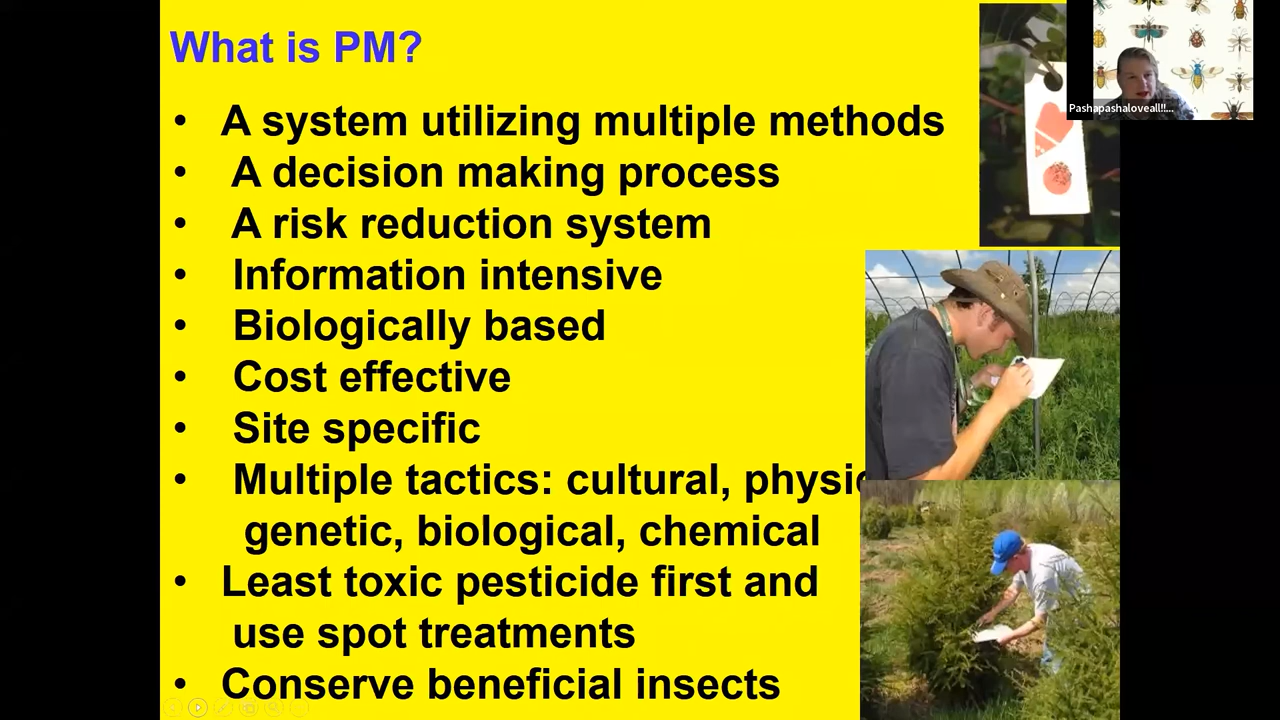 What is PM?
• A system utilizing multiple methods
• A decision making process
• A risk reduction system
• Information intensive
• Biologically based
• Cost effective
• Site specific
• Multiple tactics: cultural, physic
genetic, biological, chemical
• Least toxic pesticide first and
use spot treatments
• Conserve beneficial insects
Pashapashaloveall!!...